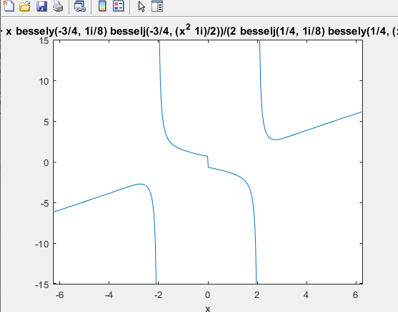 x bessely(-3/4, 1i/8) besselj(-3/4, (x² 1i)/2))/(2 besselj(1/4, 1i/8) bessely(1/4, (
15
10
5
0
-5
-10
-15
-6 -4 -2 0 2 4 6
x